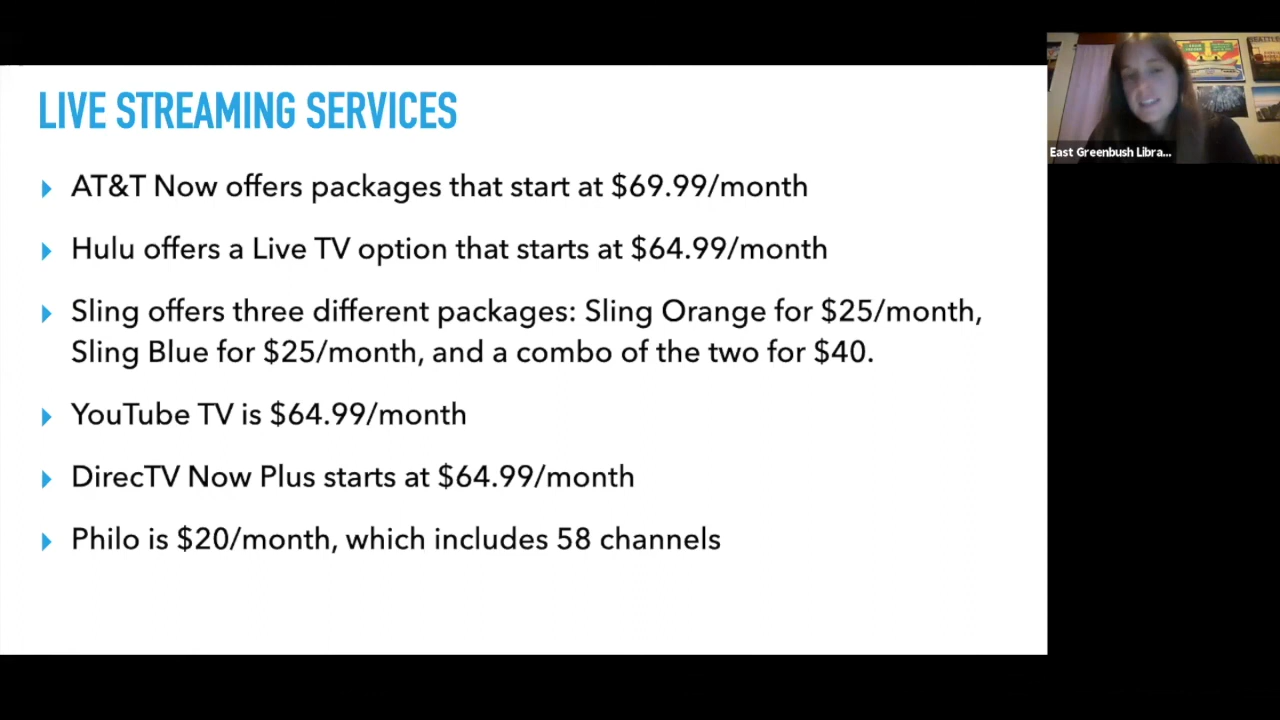 LIVE STREAMING SERVICES
AT&T Now offers packages that start at $69.99/month
Hulu offers a Live TV option that starts at $64.99/month
Sling offers three different packages: Sling Orange for $25/month,
Sling Blue for $25/month, and a combo of the two for $40.
YouTube TV is $64.99/month
DirecTV Now Plus starts at $64.99/month
Philo is $20/month, which includes 58 channels
SEATTLE
East Greenbush Libra...